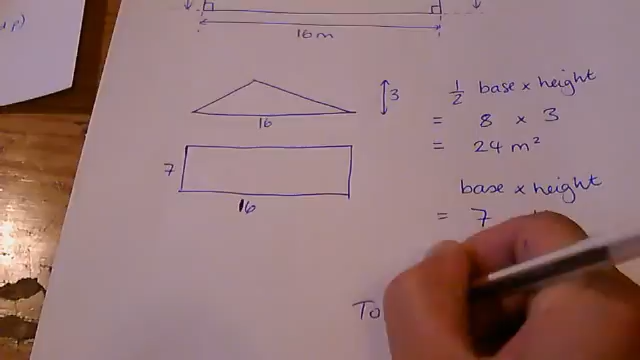 16m
3
1/2 base x height
16
= 8 x 3
= 24 m²
7
base x height
16
= 7
To